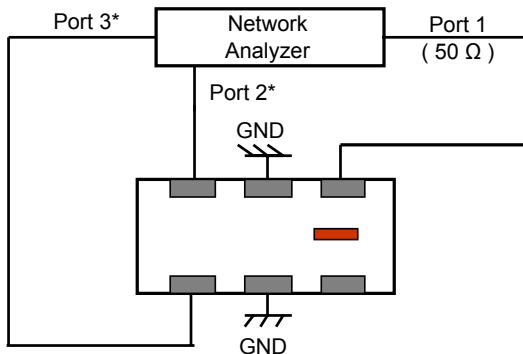 Port 3*
Network
Analyzer
Port 1
( 50 Ω )
Port 2*
GND
GND